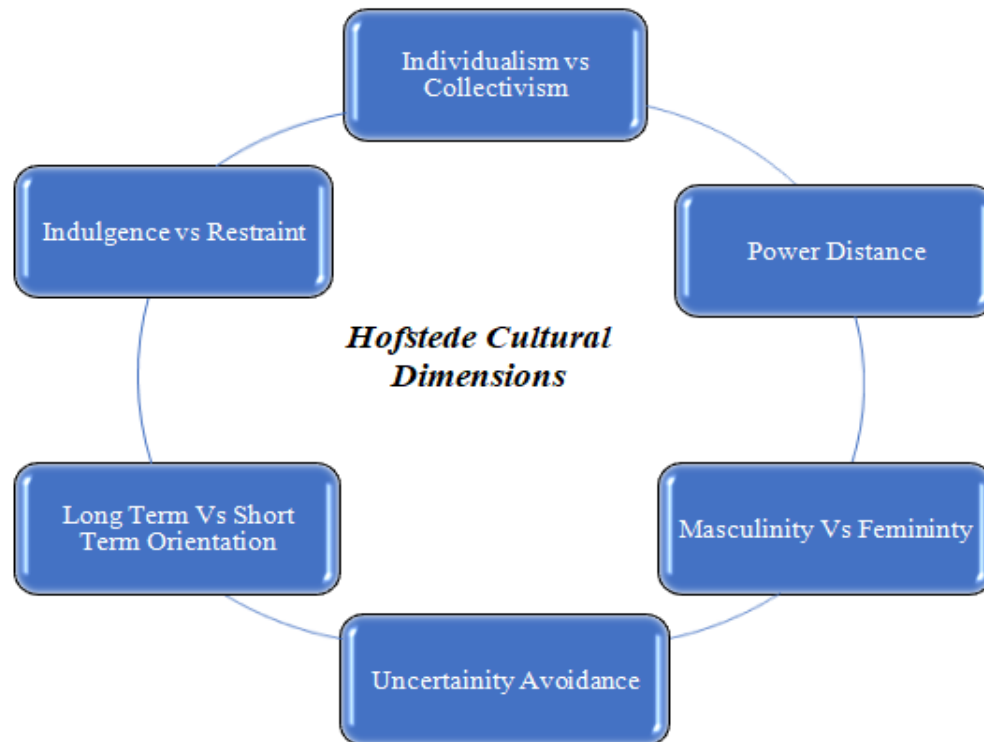 Individualism vs
Collectivism
Indulgence vs Restraint
Power Distance
Hofstede Cultural
Dimensions
Long Term Vs Short
Term Orientation
Masculinity Vs Femininty
Uncertainity Avoidance